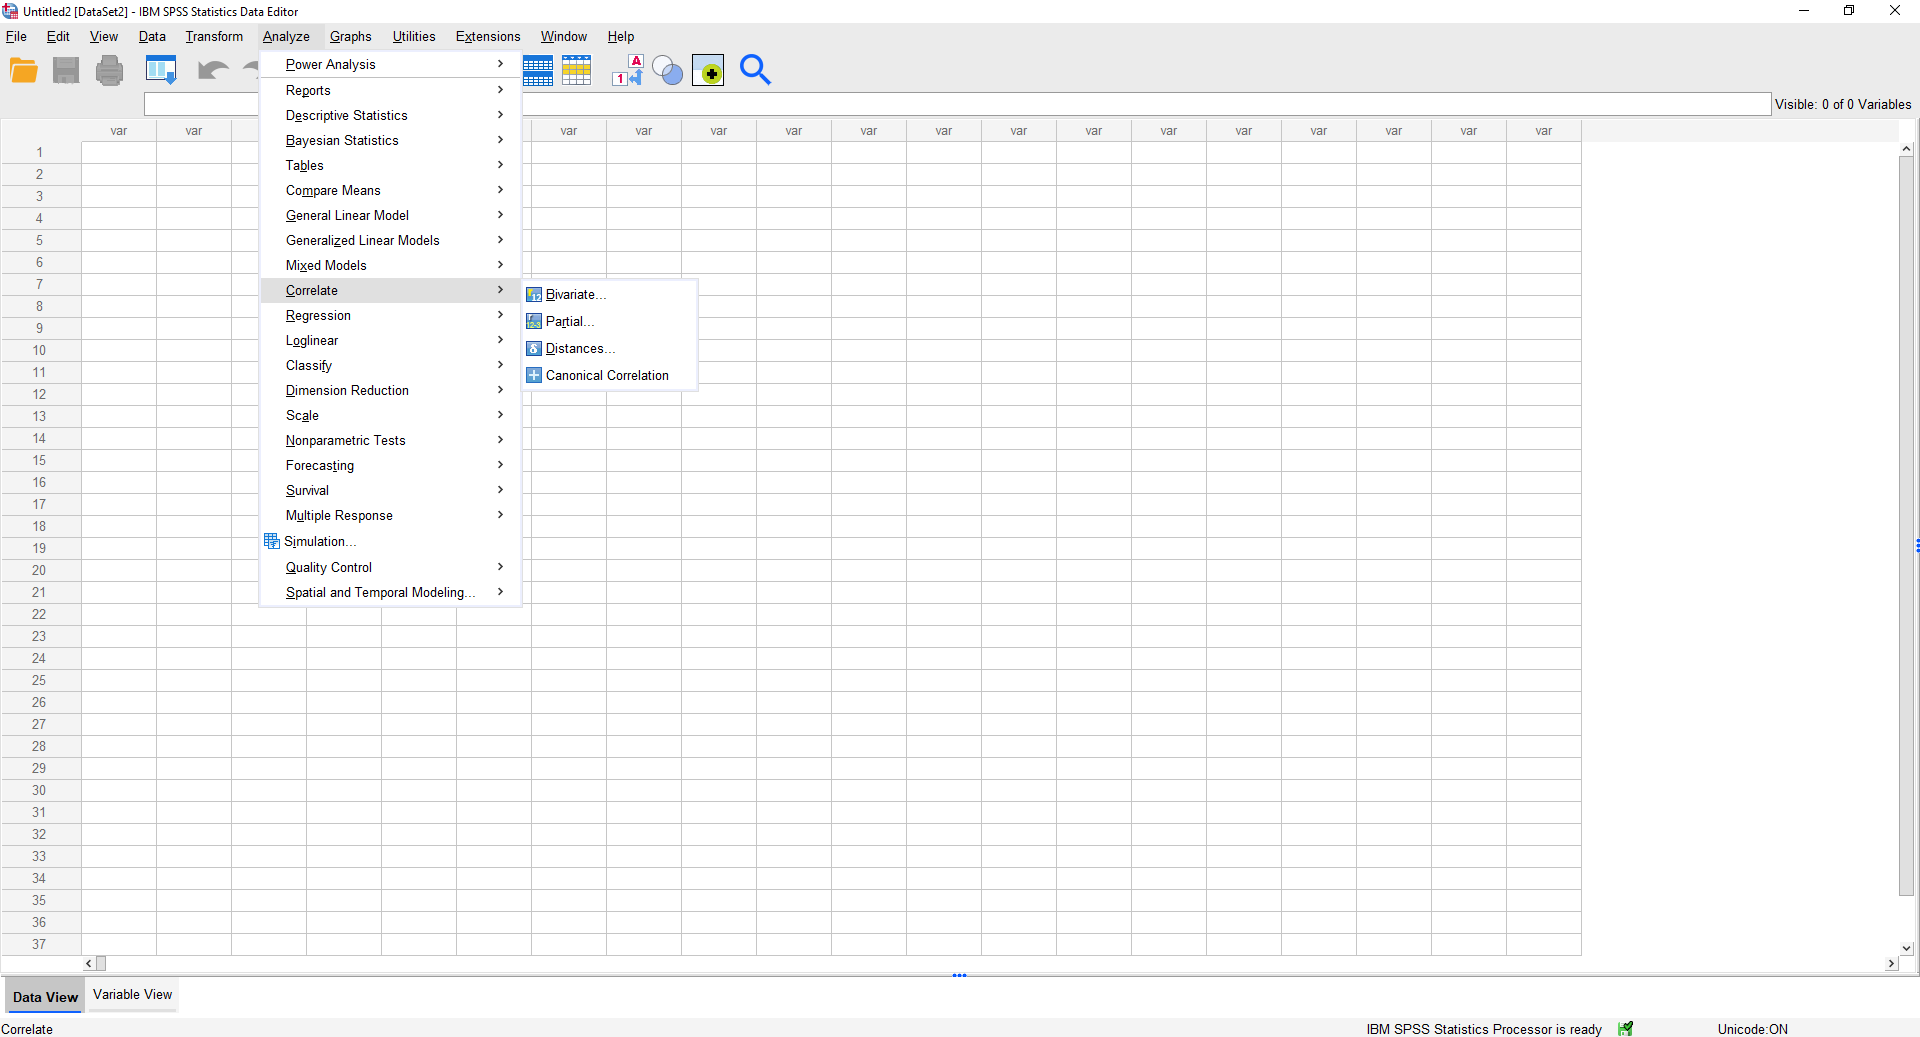 Untitled2 [DataSet2] - IBM SPSS Statistics Data Editor
File Edit View Data Transform Analyze Graphs Utilities Extensions Window Help
A
1
Visible: 0 of 0 Variables
var var var var var var var var var var var var var var var var
Power Analysis
Reports
Descriptive Statistics
Bayesian Statistics
Tables
Compare Means
General Linear Model
Generalized Linear Models
Mixed Models
Correlate
Regression
Loglinear
Classify
Dimension Reduction
Scale
Nonparametric Tests
Forecasting
Survival
Multiple Response
Simulation...
Quality Control
Spatial and Temporal Modeling...
Bivariate...
Partial...
Distances...
Canonical Correlation
1
2
3
4
5
6
7
8
9
10
11
12
13
14
15
16
17
18
19
20
21
22
23
24
25
26
27
28
29
30
31
32
33
34
35
36
37
Data View Variable View
Correlate
IBM SPSS Statistics Processor is ready Unicode:ON